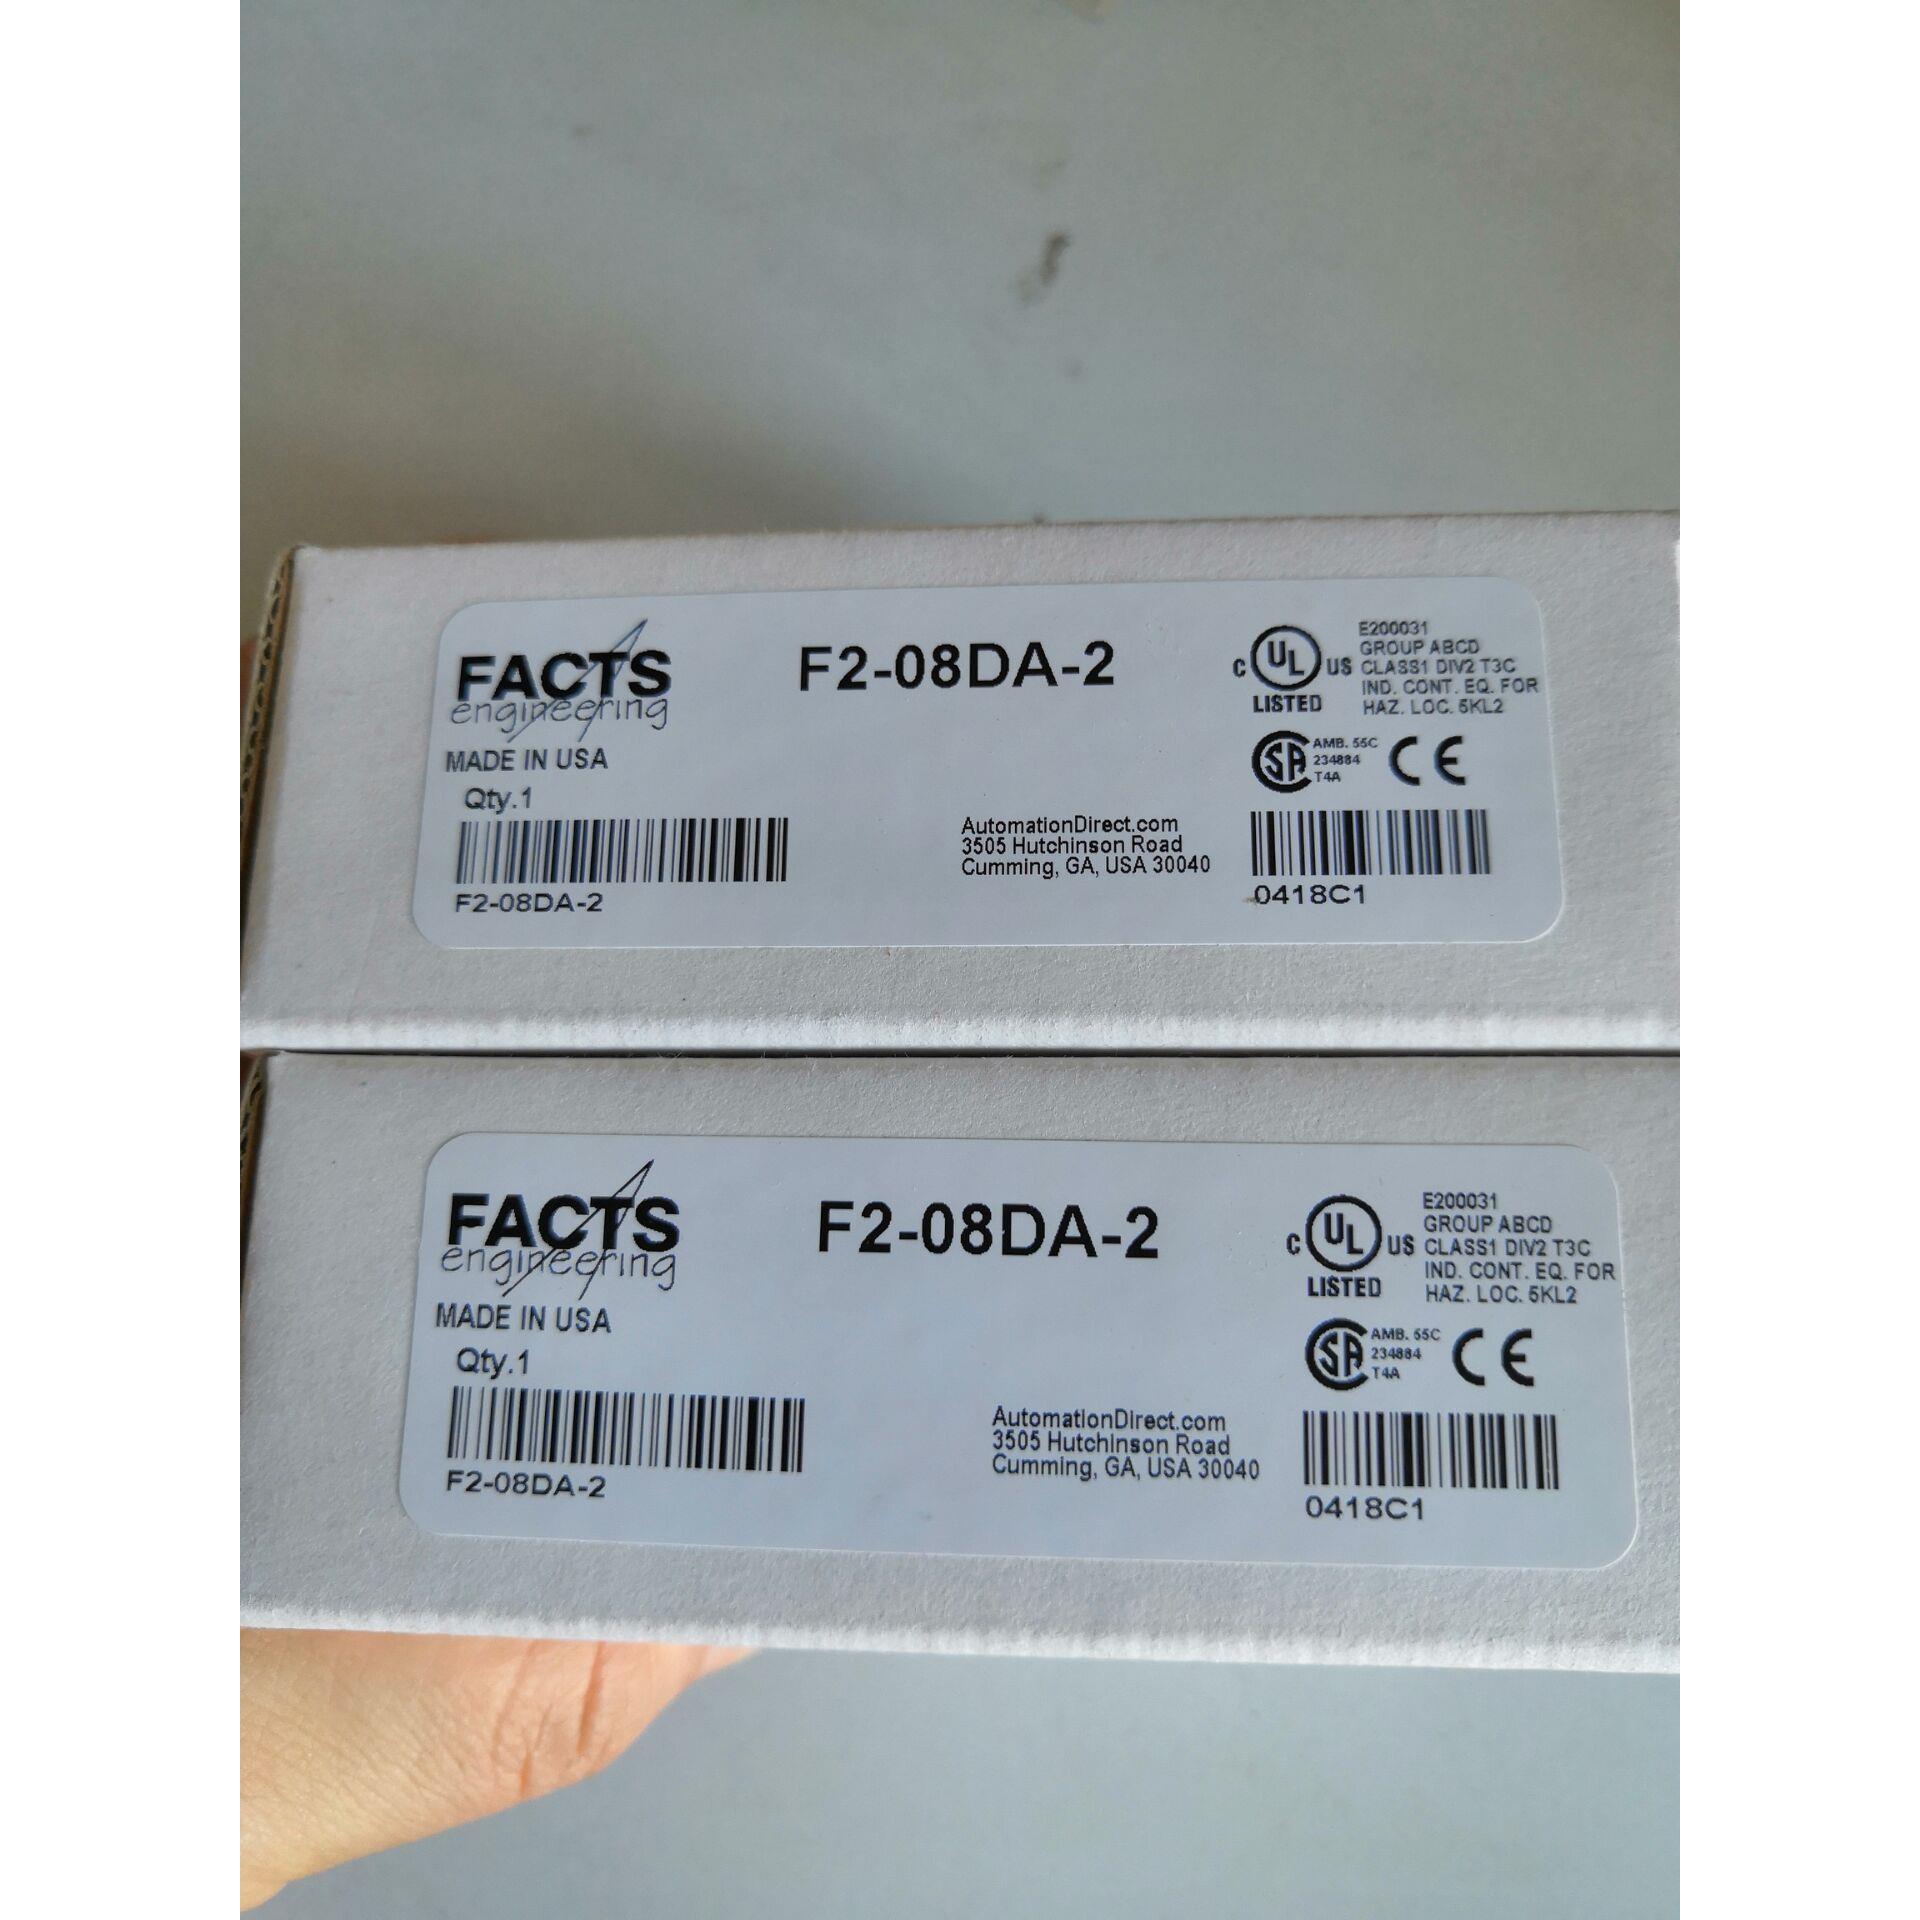 FACTS
engineering
MADE IN USA
Qty.1
F2-08DA-2
F2-08DA-2
AutomationDirect.com
3505 Hutchinson Road
Cumming, GA, USA 30040
C UL US
LISTED
E200031
GROUP ABCD
CLASS1 DIV2 T3C
IND. CONT. EQ. FOR
HAZ. LOC. 5KL2
SA
AMB. 55C
234884
T4A
CE
0418C1
FACTS
engineering
MADE IN USA
Qty.1
F2-08DA-2
F2-08DA-2
AutomationDirect.com
3505 Hutchinson Road
Cumming, GA, USA 30040
C UL US
LISTED
E200031
GROUP ABCD
CLASS1 DIV2 T3C
IND. CONT. EQ. FOR
HAZ. LOC. 5KL2
SA
AMB. 55C
234884
T4A
CE
0418C1